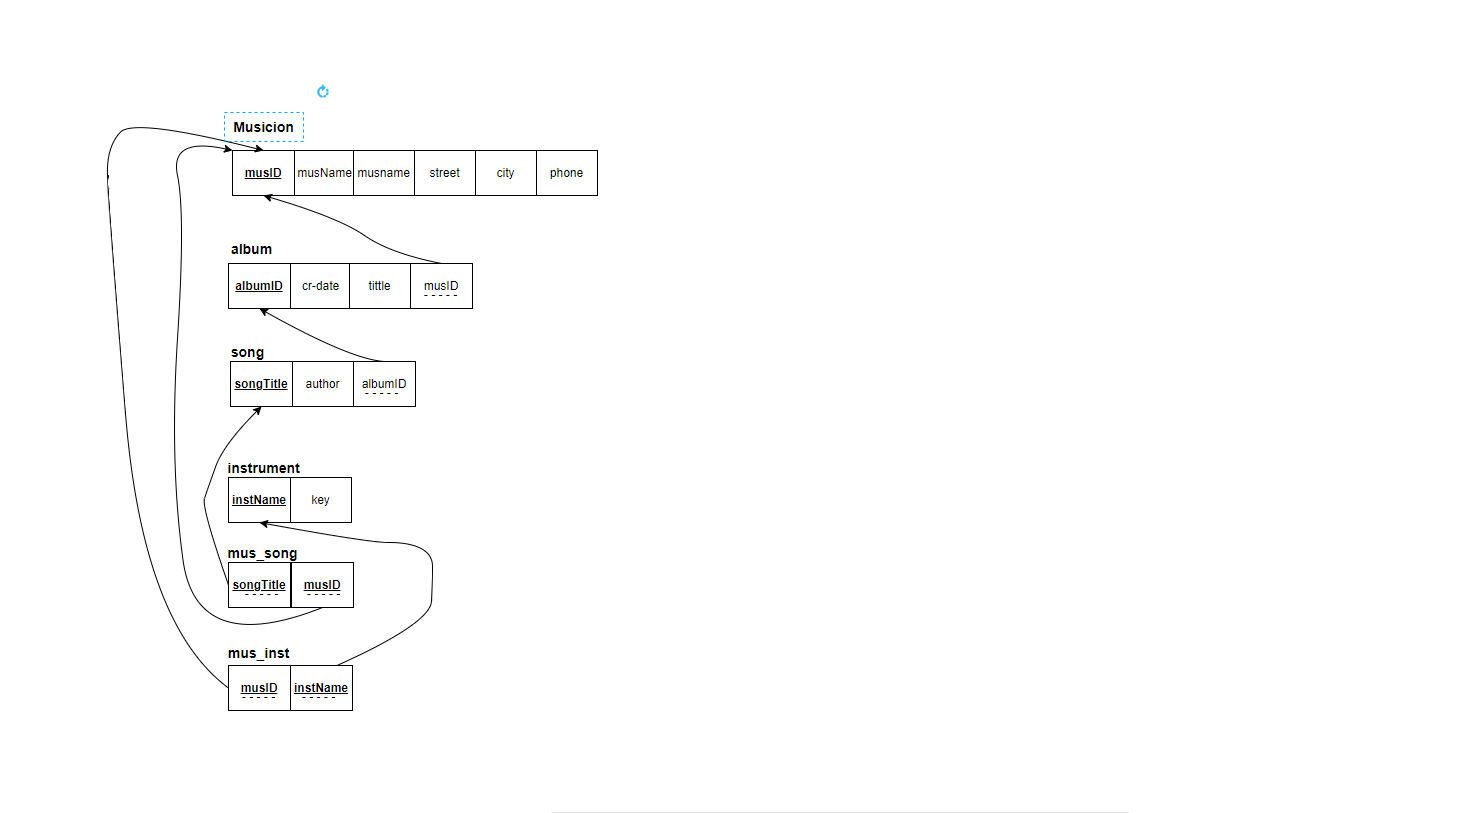 Musicion
musID musName musname street city phone
album
albumID cr-date tittle musID
song
songTitle author albumID
instrument
instName key
mus_song
songTitle musID
mus_inst
musID instName